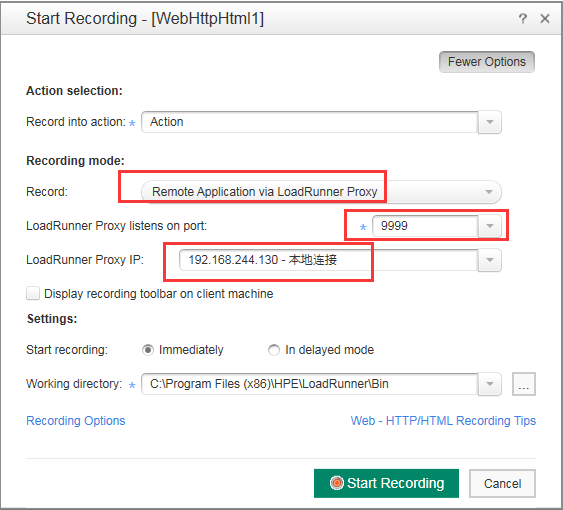 Start Recording - [WebHttpHtml1] ? ×
Fewer Options
Action selection:
Record into action: * Action
Recording mode:
Record: Remote Application via LoadRunner Proxy
LoadRunner Proxy listens on port: * 9999
LoadRunner Proxy IP: 192.168.244.130 - 本地连接
Display recording toolbar on client machine
Settings:
Start recording: Immediately In delayed mode
Working directory: * C:\Program Files (x86)\HPE\LoadRunner\Bin ...
Recording Options Web - HTTP/HTML Recording Tips
Start Recording Cancel